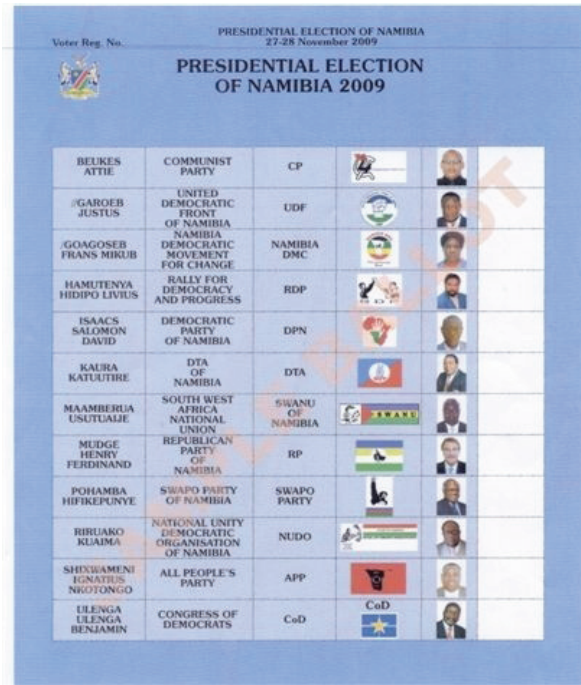 PRESIDENTIAL ELECTION OF NAMIBIA
Voter Reg. No.
27-28 November 2009
PRESIDENTIAL ELECTION
OF NAMIBIA 2009
BEUKES
ATTIE
COMMUNIST
PARTY
CP
//GAROEB
JUSTUS
UNITED
DEMOCRATIC
FRONT
OF NAMIBIA
UDF
/GOAGOSEB
FRANS MIKUB
NAMIBIA
DEMOCRATIC
MOVEMENT
FOR CHANGE
NAMIBIA
DMC
HAMUTENYA
HIDIPO LIVIUS
RALLY FOR
DEMOCRACY
AND PROGRESS
RDP
R D P
ISAACS
SALOMON
DAVID
DEMOCRATIC
PARTY
OF NAMIBIA
DPN
KAURA
KATUUTIRE
DTA
OF
NAMIBIA
DTA
MAAMBERUA
USUTUAIJE
SOUTH WEST
AFRICA
NATIONAL
UNION
SWANU
OF
NAMIBIA
SWANU
MUDGE
HENRY
FERDINAND
REPUBLICAN
PARTY
OF
NAMIBIA
RP
POHAMBA
HIFIKEPUNYE
SWAPO PARTY
OF NAMIBIA
SWAPO
PARTY
RIRUAKO
KUAIMA
NATIONAL UNITY
DEMOCRATIC
ORGANISATION
OF NAMIBIA
NUDO
SHIXWAMENI
IGNATIUS
NKOTONGO
ALL PEOPLE'S
PARTY
APP
ULENGA
ULENGA
BENJAMIN
CONGRESS OF
DEMOCRATS
CoD
CoD
SAMPLE BALLOT